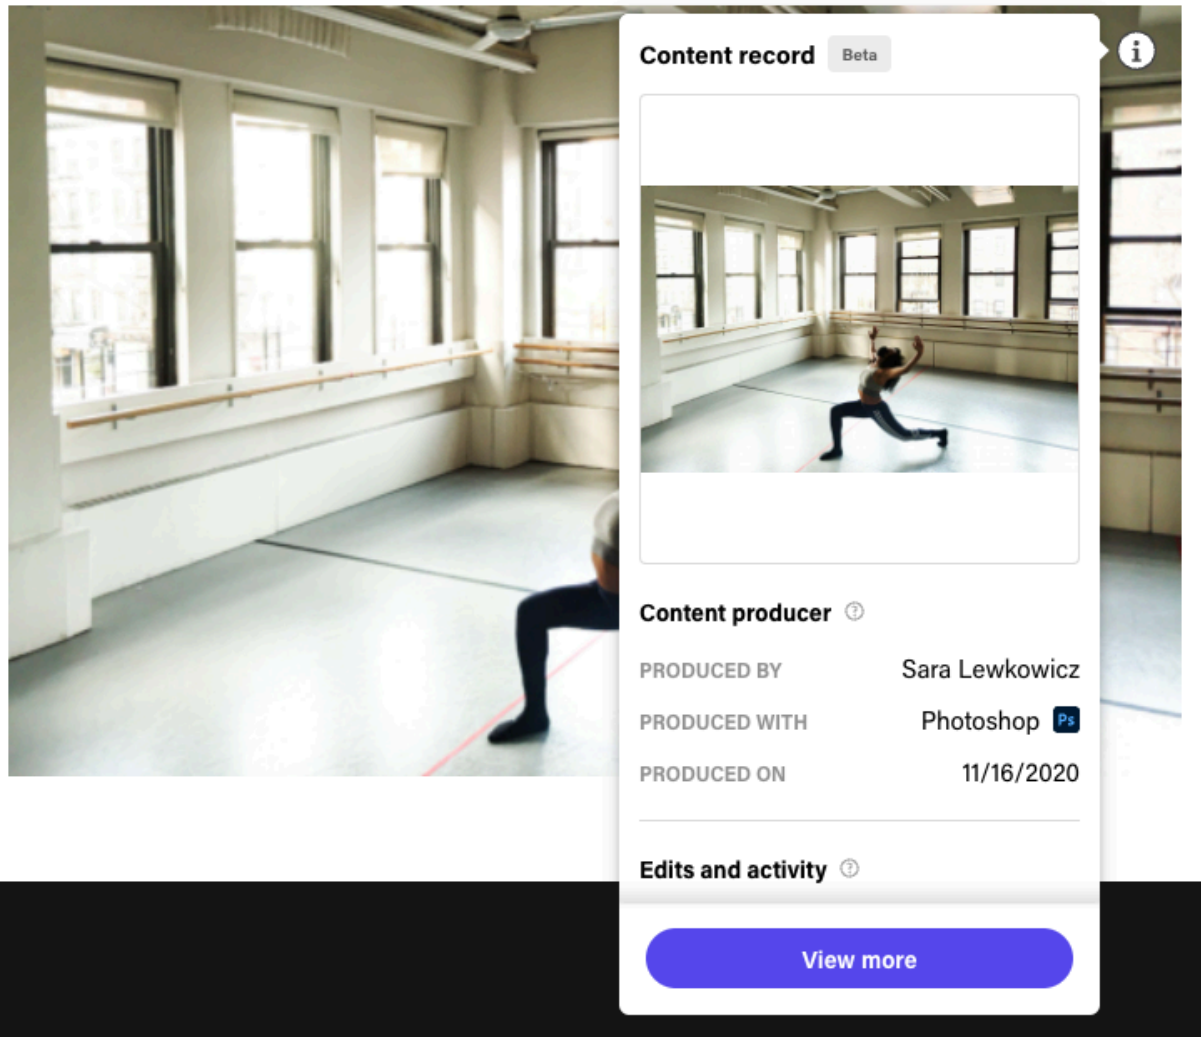 Content record Beta
i
Content producer ?
PRODUCED BY Sara Lewkowicz
PRODUCED WITH Photoshop Ps
PRODUCED ON 11/16/2020
Edits and activity ?
View more